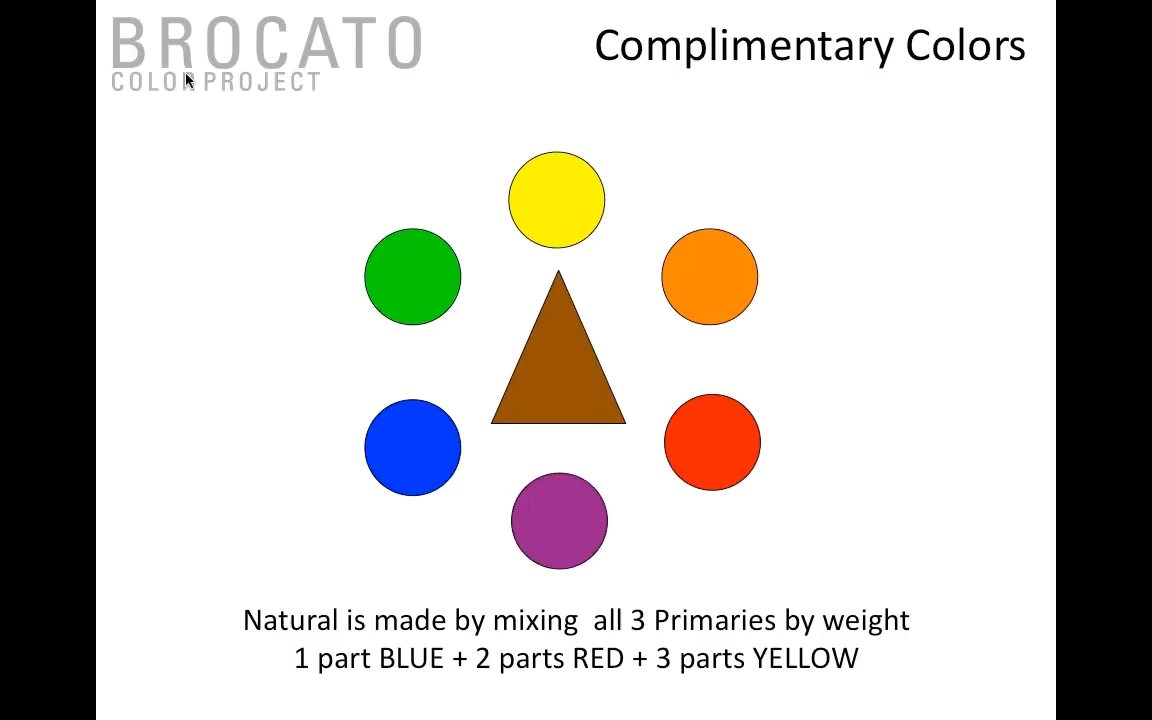 BROCATO
COLOR PROJECT
Complimentary Colors
Natural is made by mixing  all 3 Primaries by weight
1 part BLUE + 2 parts RED + 3 parts YELLOW